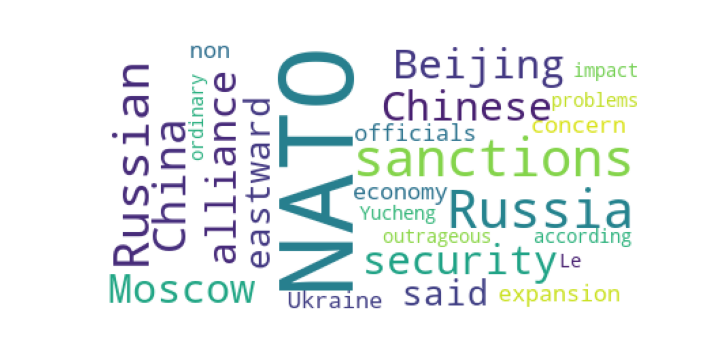 Russian
China
ordinary
non
alliance
eastward
NATO
Beijing
impact
Chinese
problems
officials
concern
sanctions
economy
Yucheng
Russia
outrageous
according
security
Le
Moscow
Ukraine
said
expansion